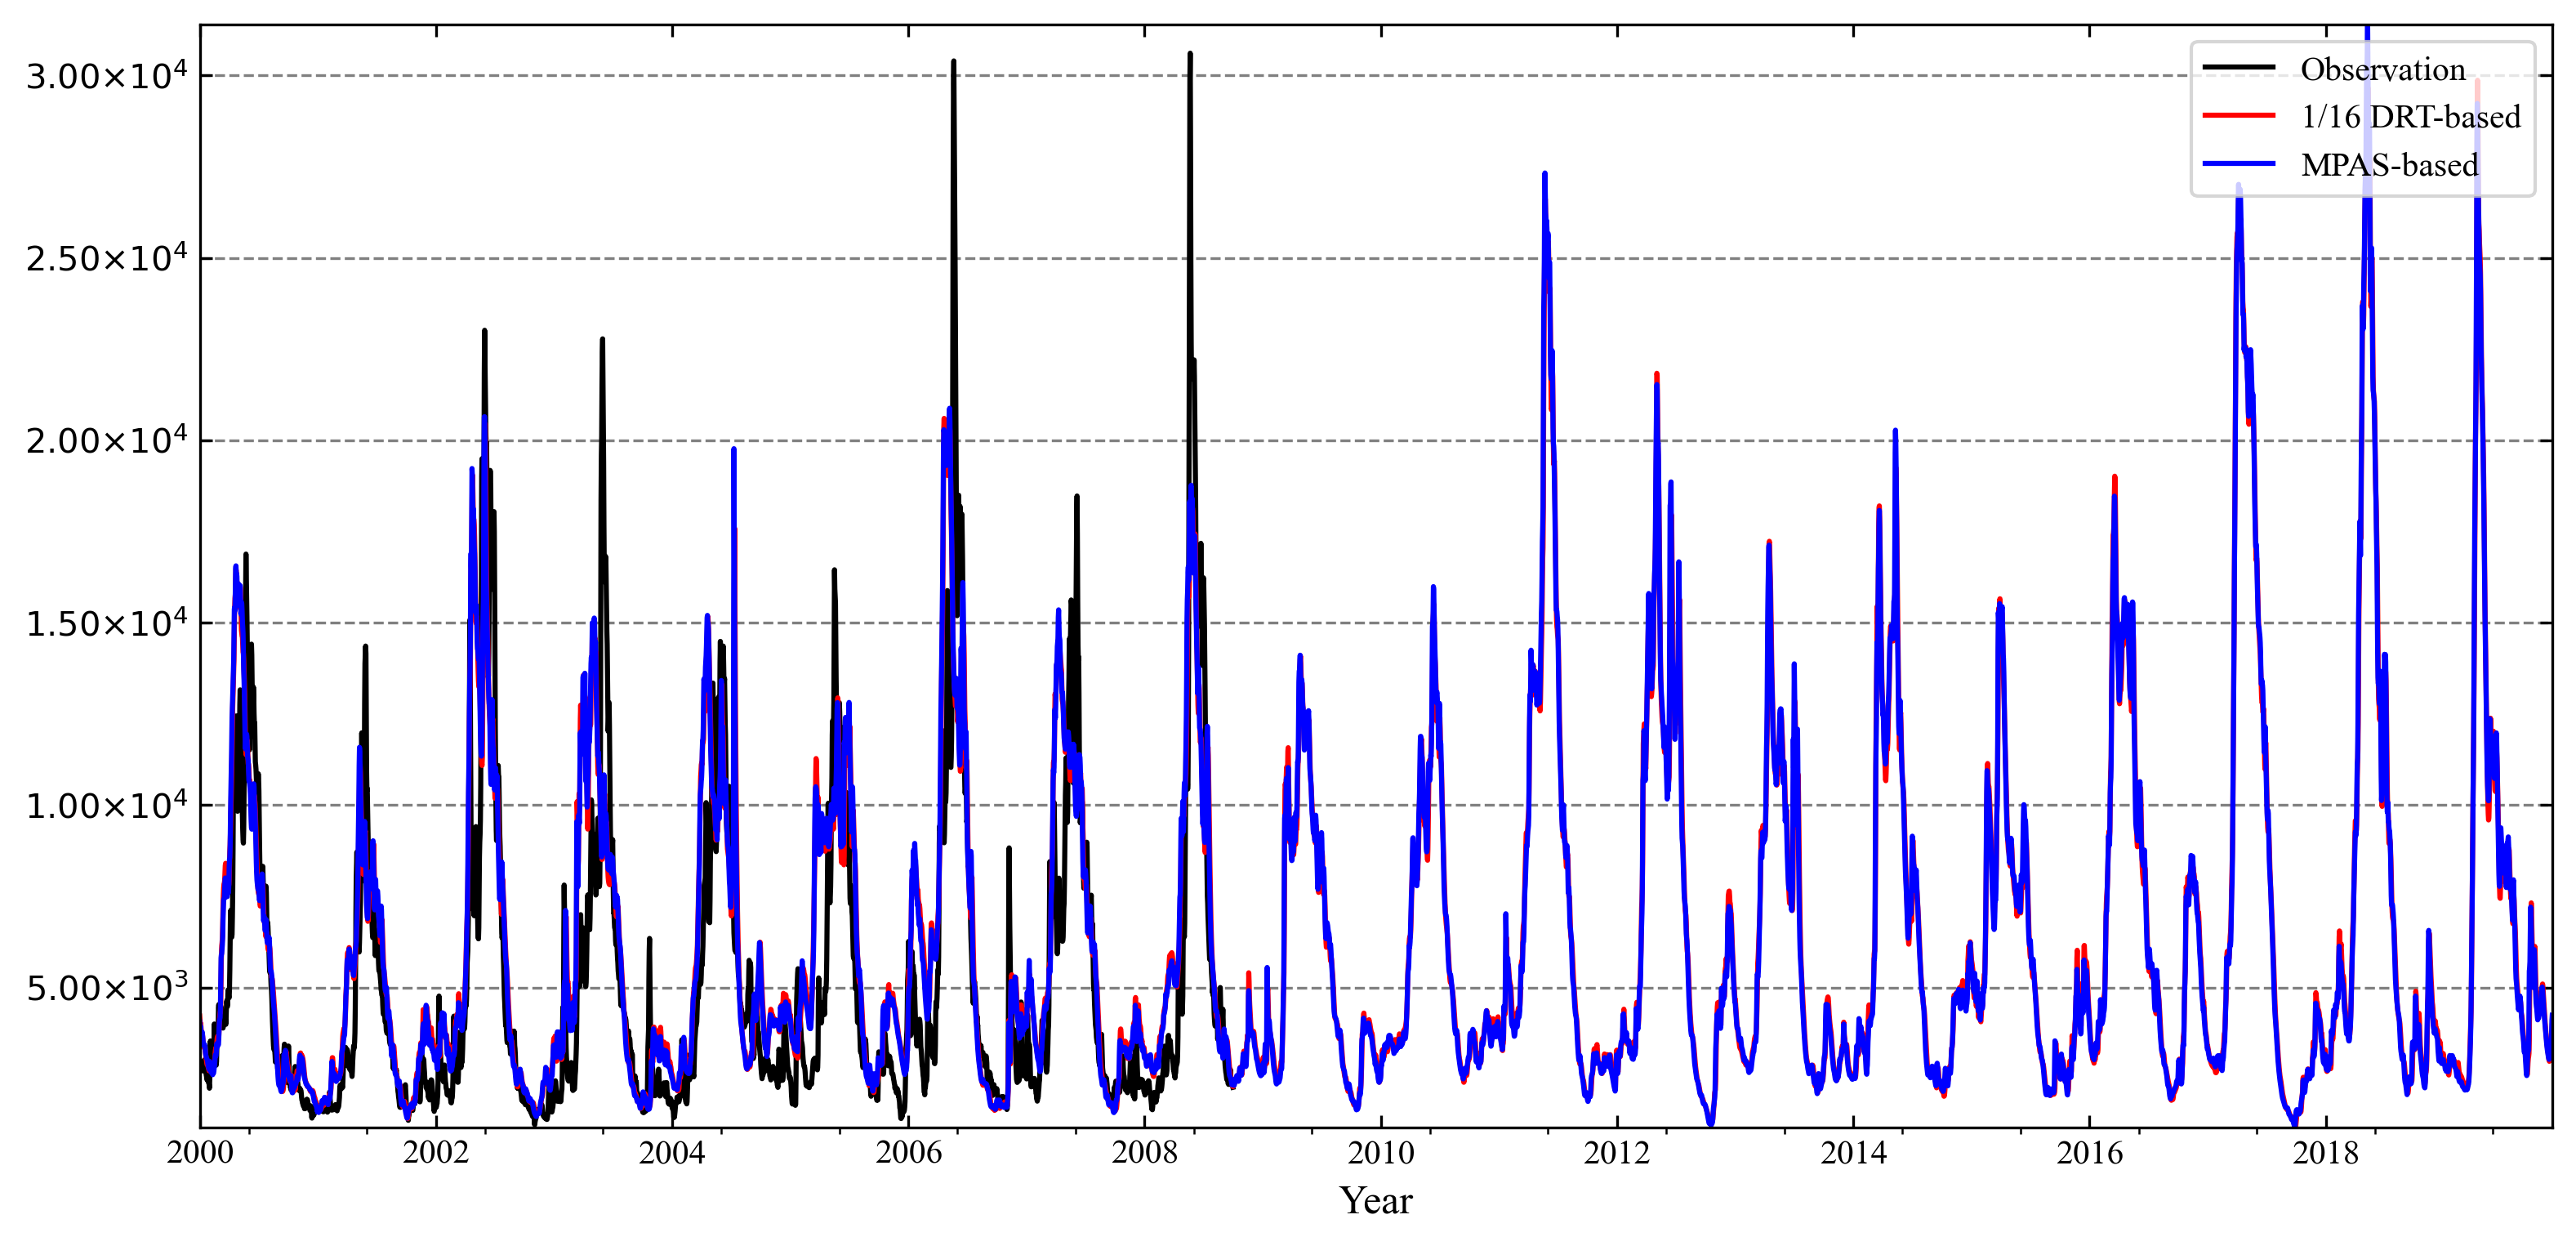 3.00×10⁴
2.50×10⁴
2.00×10⁴
1.50×10⁴
1.00×10⁴
5.00×10³
Observation
1/16 DRT-based
MPAS-based
2000 2002 2004 2006 2008 2010 2012 2014 2016 2018
Year